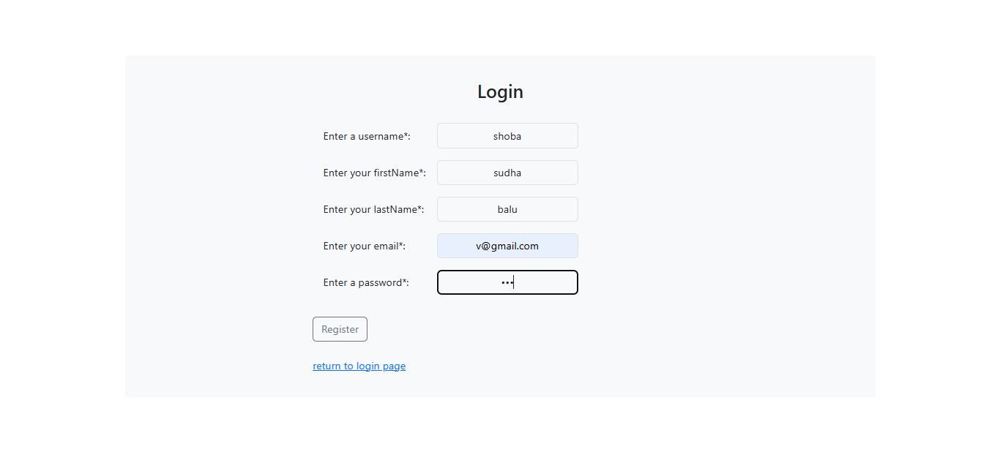 Login
Enter a username*: shoba
Enter your firstName*: sudha
Enter your lastName*: balu
Enter your email*: v@gmail.com
Enter a password*: •••
Register
return to login page